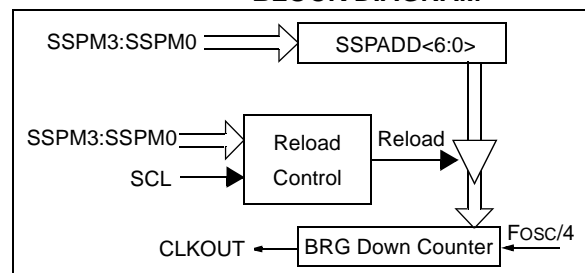 BLOCK DIAGRAM
SSPM3:SSPM0
SSPADD<6:0>
SSPM3:SSPM0
SCL
Reload
Control
Reload
CLKOUT
BRG Down Counter
FOSC/4